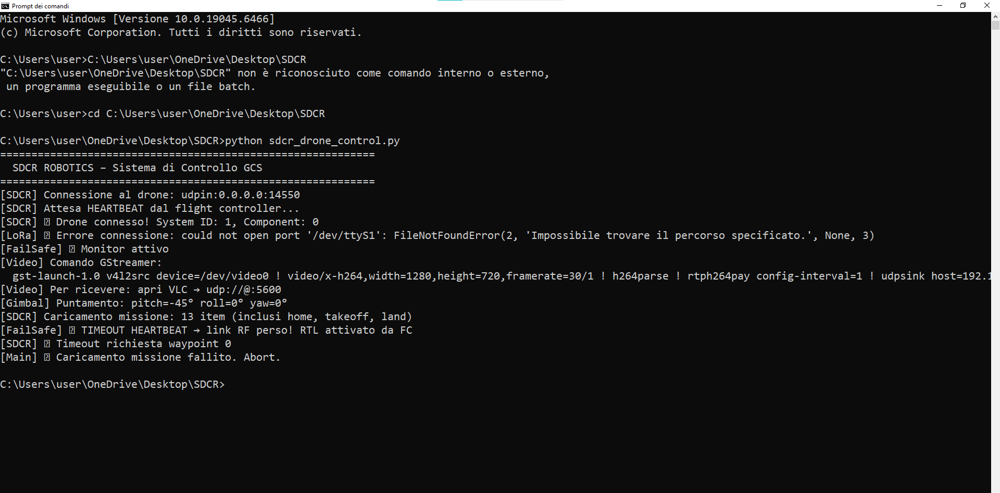 Prompt dei comandi
Microsoft Windows [Versione 10.0.19045.6466]
(c) Microsoft Corporation. Tutti i diritti sono riservati.
C:\Users\user>C:\Users\user\OneDrive\Desktop\SDCR
"C:\Users\user\OneDrive\Desktop\SDCR" non è riconosciuto come comando interno o esterno,
 un programma eseguibile o un file batch.
C:\Users\user>cd C:\Users\user\OneDrive\Desktop\SDCR
C:\Users\user\OneDrive\Desktop\SDCR>python sdcr_drone_control.py
============================================================
  SDCR ROBOTICS – Sistema di Controllo GCS
============================================================
[SDCR] Connessione al drone: udpin:0.0.0.0:14550
[SDCR] Attesa HEARTBEAT dal flight controller...
[SDCR] Drone connesso! System ID: 1, Component: 0
[LoRa] Errore connessione: could not open port '/dev/ttyS1': FileNotFoundError(2, 'Impossibile trovare il percorso specificato.', None, 3)
[FailSafe] Monitor attivo
[Video] Comando GStreamer:
  gst-launch-1.0 v4l2src device=/dev/video0 ! video/x-h264,width=1280,height=720,framerate=30/1 ! h264parse ! rtph264pay config-interval=1 ! udpsink host=192.1
[Video] Per ricevere: apri VLC → udp://@:5600
[Gimbal] Puntamento: pitch=-45° roll=0° yaw=0°
[SDCR] Caricamento missione: 13 item (inclusi home, takeoff, land)
[FailSafe] TIMEOUT HEARTBEAT → link RF perso! RTL attivato da FC
[SDCR] Timeout richiesta waypoint 0
[Main] Caricamento missione fallito. Abort.
C:\Users\user\OneDrive\Desktop\SDCR>